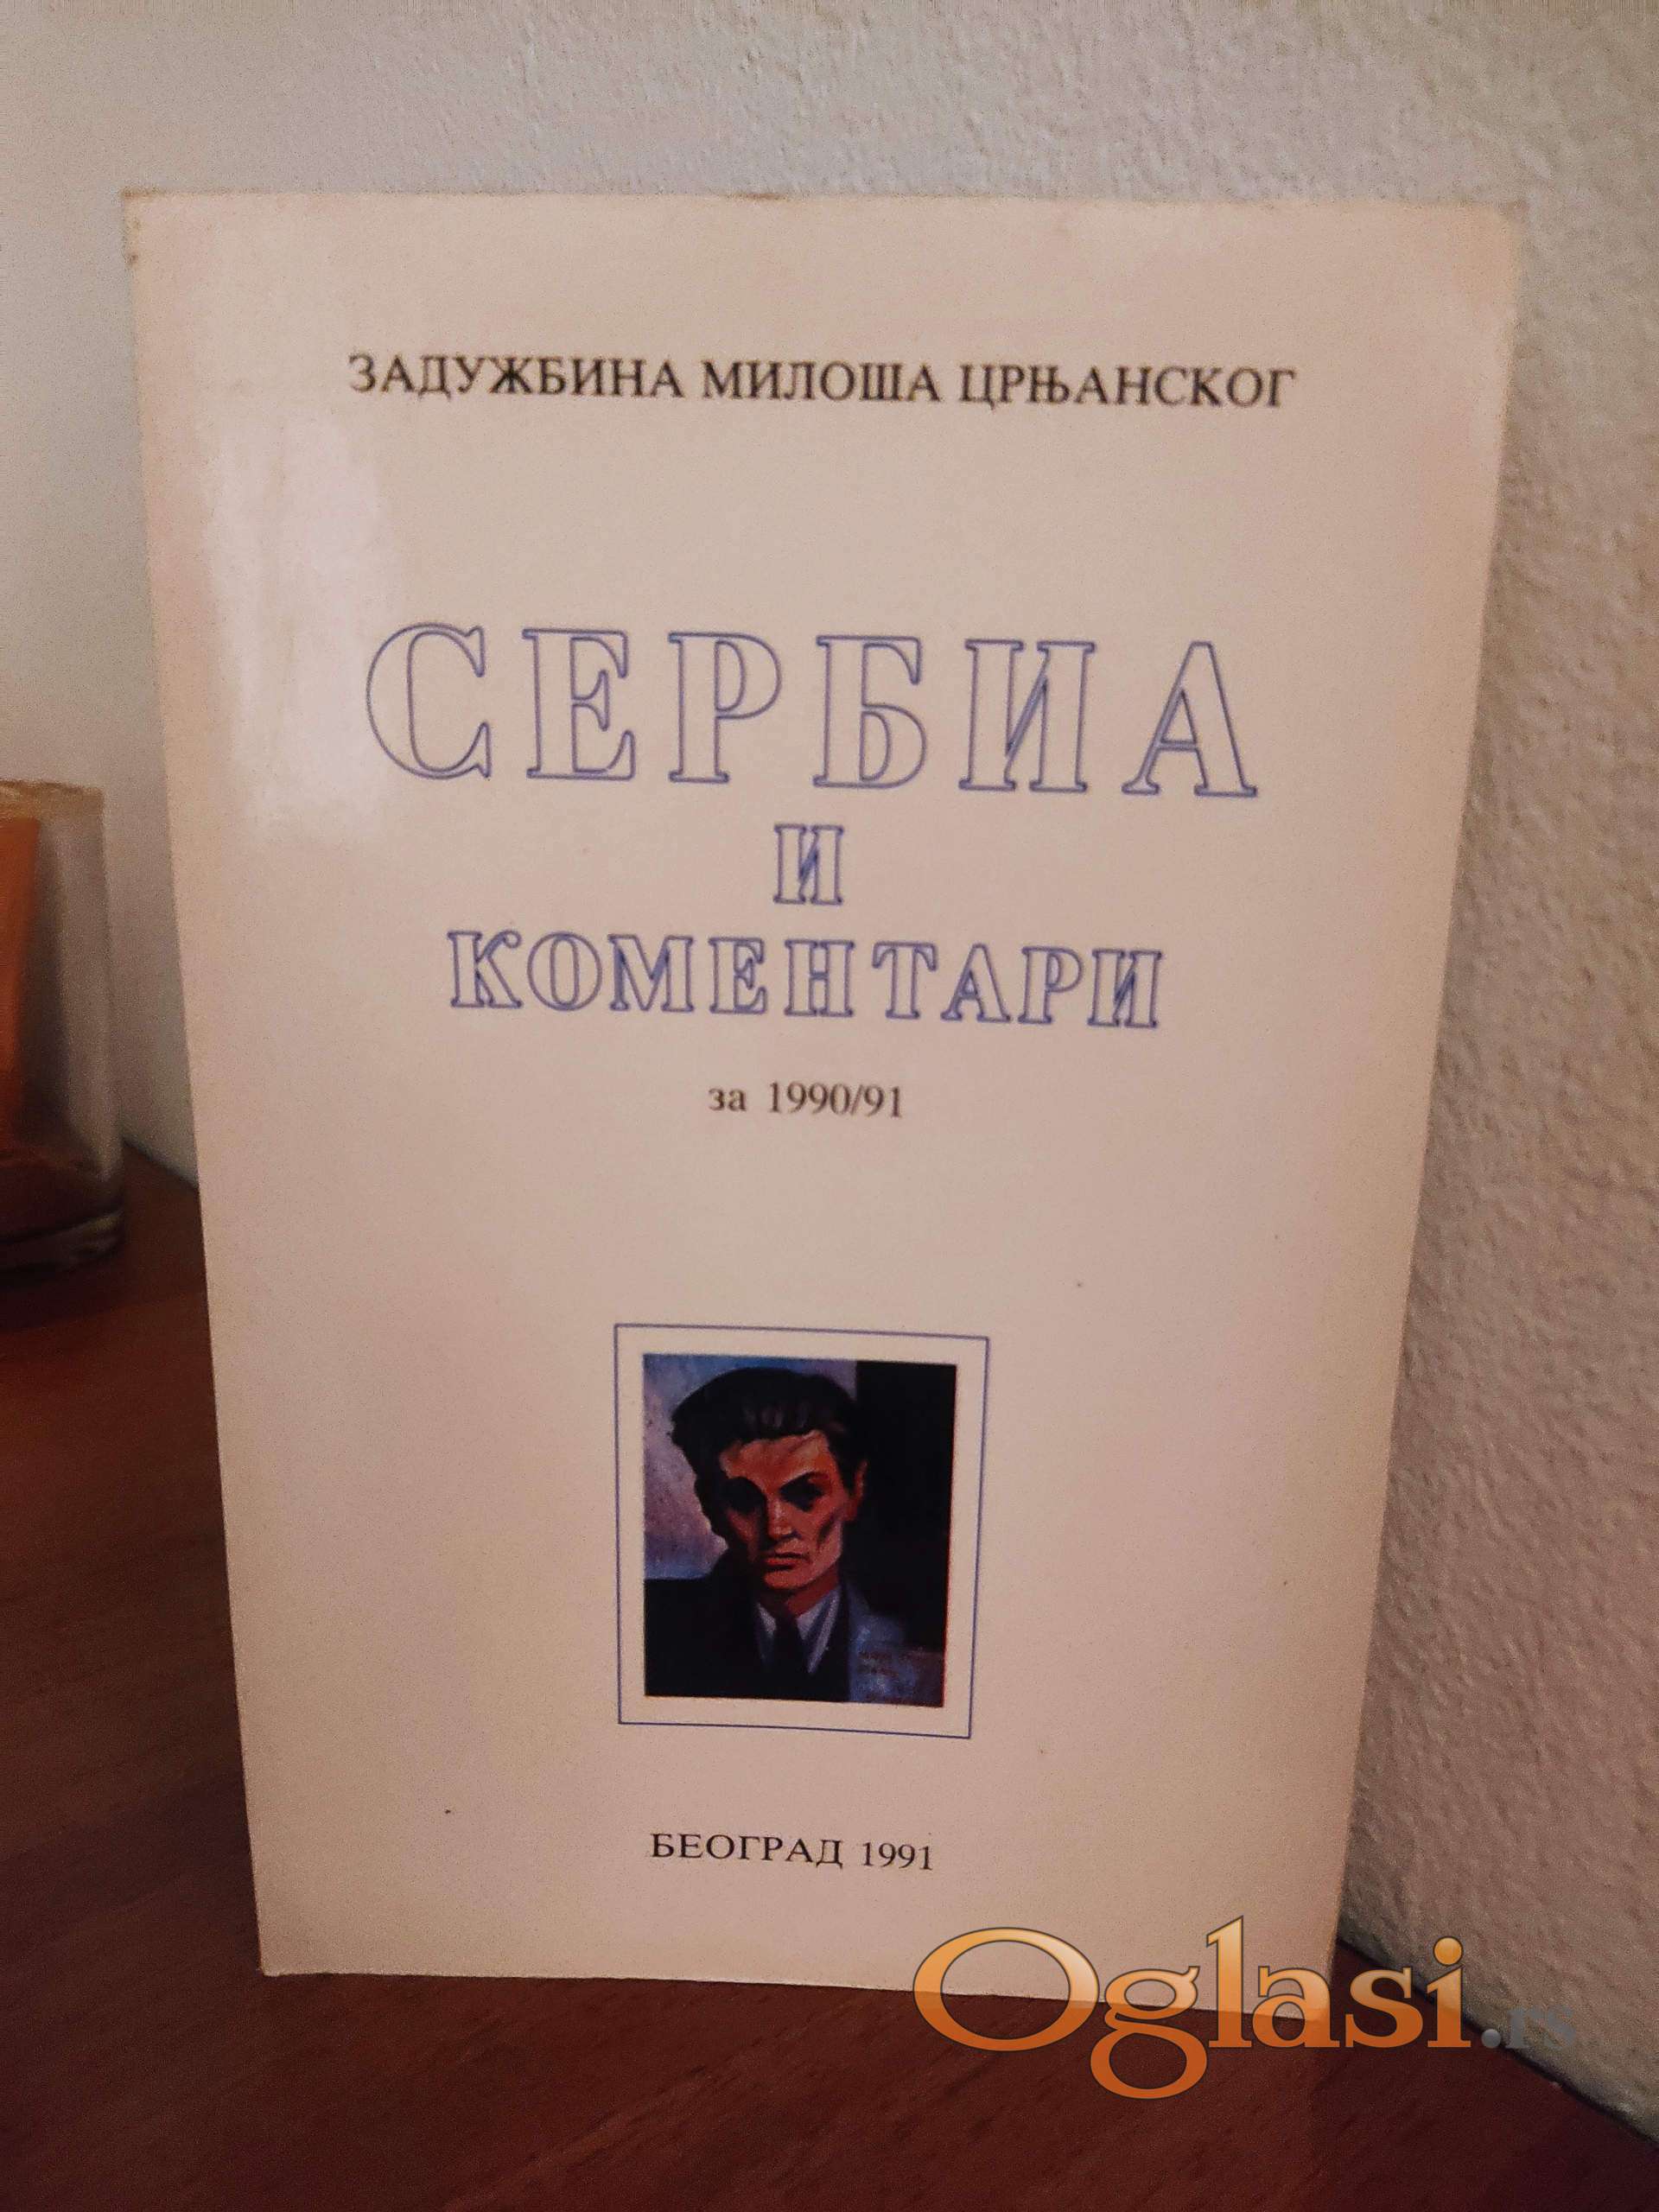 ЗАДУЖБИНА МИЛОША ЦРЊАНСКОГ
СЕРБИА
И
КОМЕНТАРИ
за 1990/91
БЕОГРАД 1991
Oglasi.rs